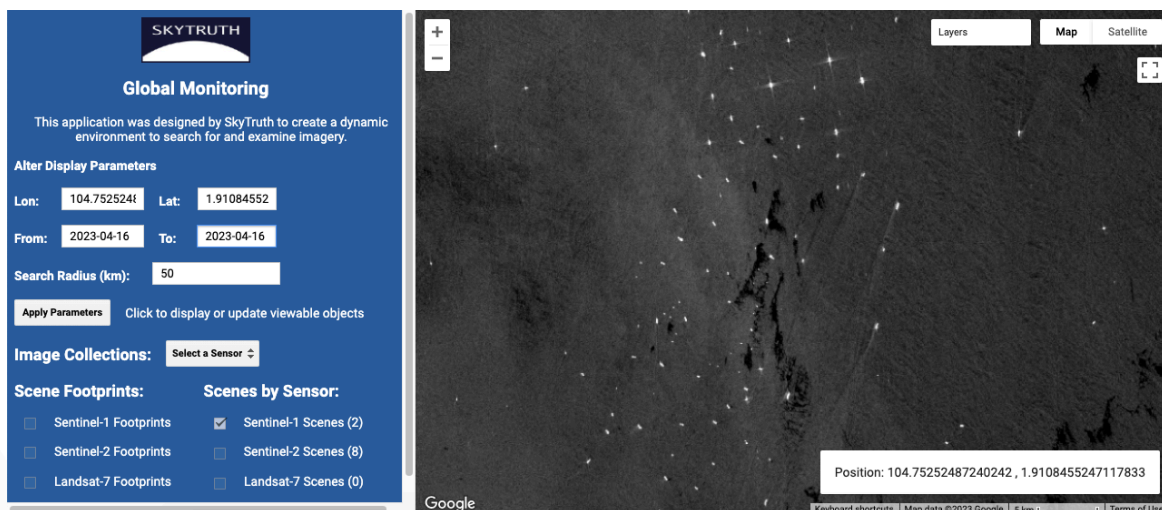 SKYTRUTH
Global Monitoring
This application was designed by SkyTruth to create a dynamic
environment to search for and examine imagery.
Alter Display Parameters
Lon: 104.7525248 Lat: 1.91084552
From: 2023-04-16 To: 2023-04-16
Search Radius (km): 50
Apply Parameters Click to display or update viewable objects
Image Collections: Select a Sensor
Scene Footprints: Scenes by Sensor:
Sentinel-1 Footprints Sentinel-1 Scenes (2)
Sentinel-2 Footprints Sentinel-2 Scenes (8)
Landsat-7 Footprints Landsat-7 Scenes (0)
+
−
Layers
Map Satellite
Position: 104.75252487240242 , 1.9108455247117833
Google
Keyboard shortcuts Map data ©2023 Google 5 km Terms of Use